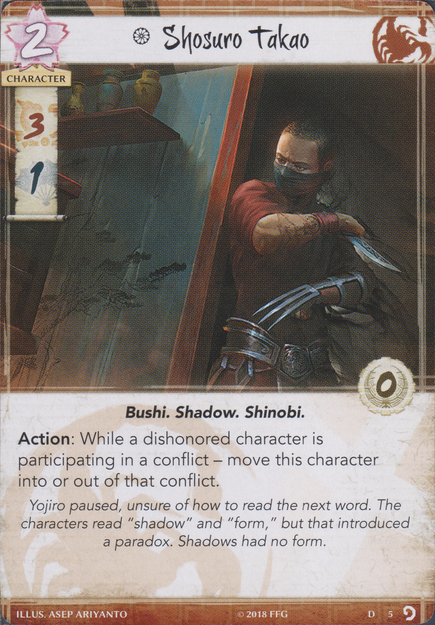 2
Shosuro Takao
CHARACTER
3
1
0
Bushi. Shadow. Shinobi.
Action: While a dishonored character is
participating in a conflict – move this character
into or out of that conflict.
Yojiro paused, unsure of how to read the next word. The
characters read "shadow" and "form," but that introduced
a paradox. Shadows had no form.
ILLUS. ASEP ARIYANTO © 2018 FFG D 5